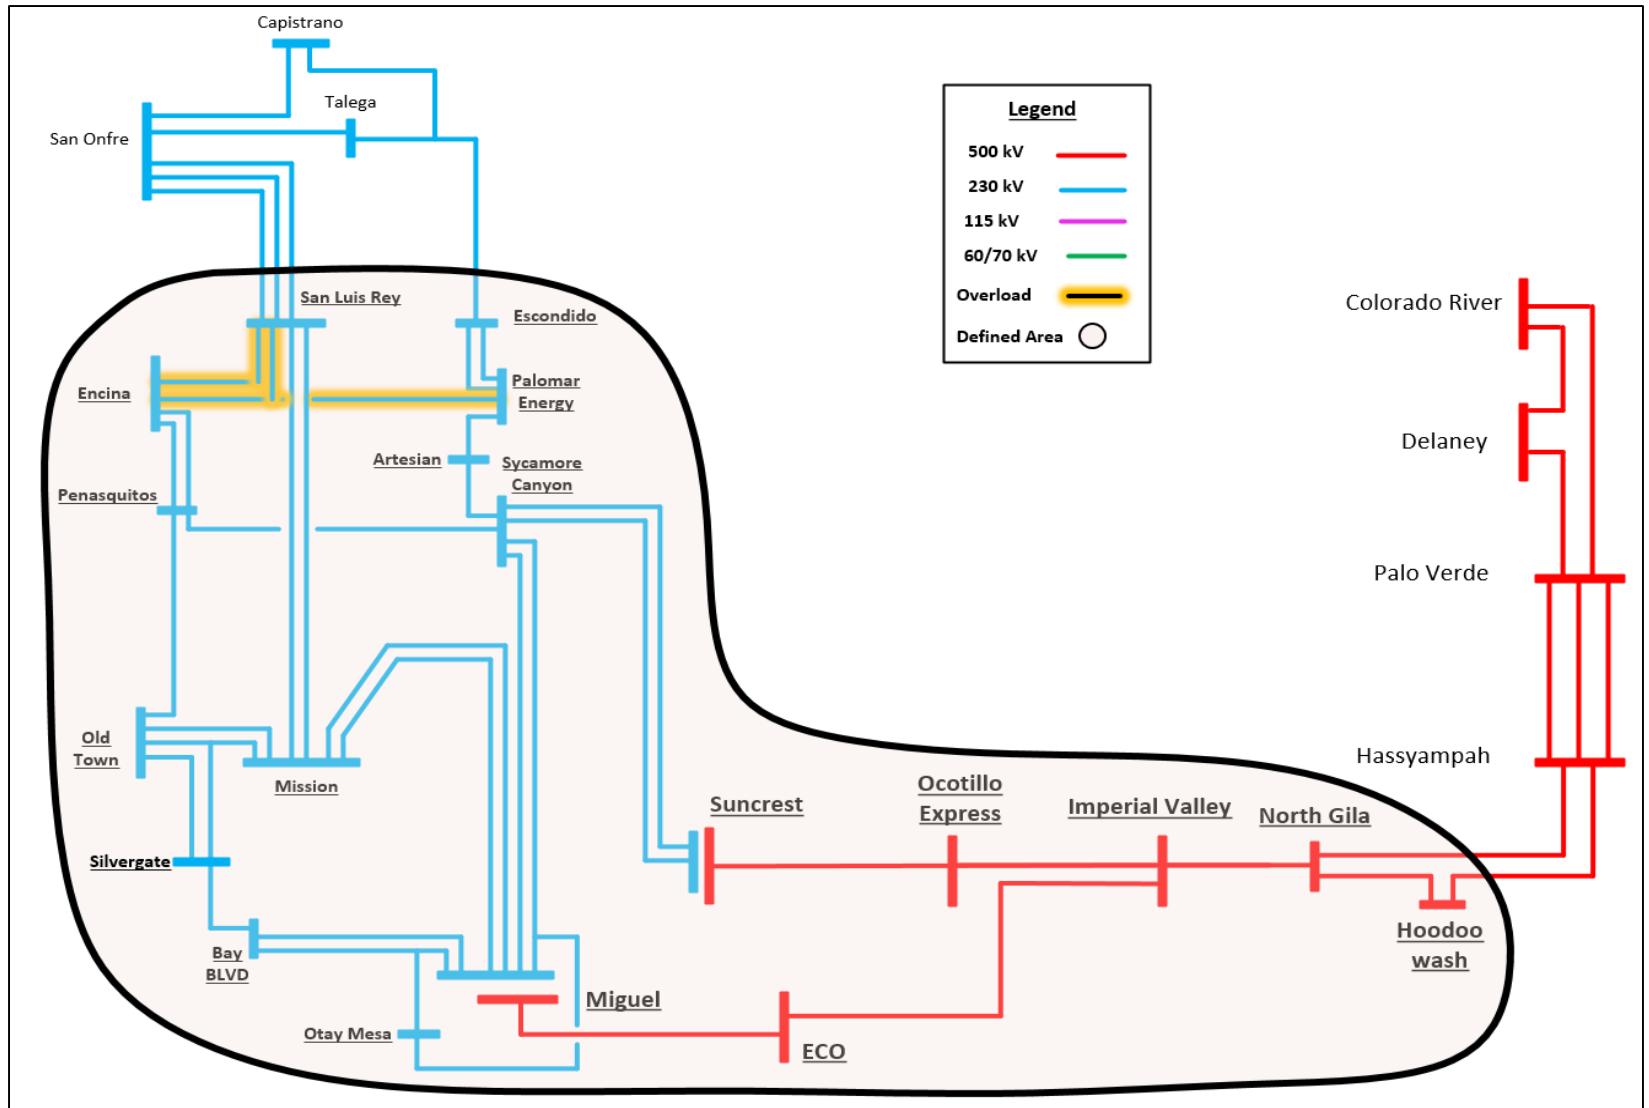 Capistrano
Talega
San Onfre
Legend
500 kV
230 kV
115 kV
60/70 kV
Overload
Defined Area
San Luis Rey
Escondido
Colorado River
Encina
Palomar
Energy
Delaney
Artesian
Sycamore
Canyon
Penasquitos
Palo Verde
Old
Town
Mission
Hassyampah
Suncrest
Ocotillo
Express
Imperial Valley
North Gila
Silvergate
Bay
BLVD
Hoodoo
wash
Miguel
Otay Mesa
ECO